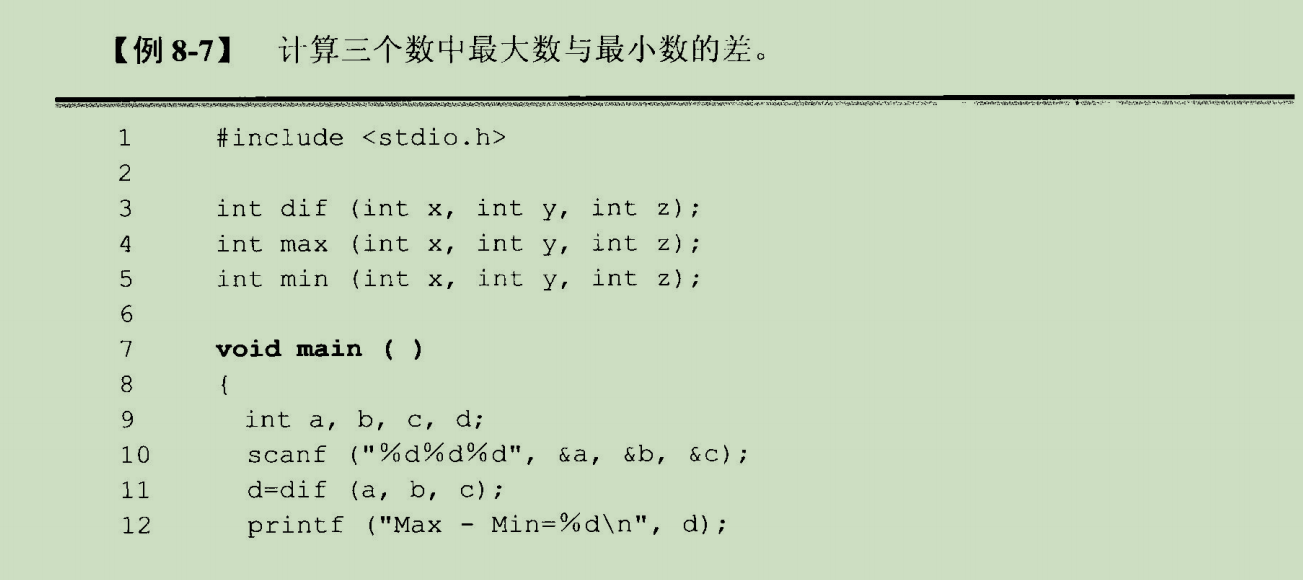 【例 8-7】 计算三个数中最大数与最小数的差。
1 #include <stdio.h>
2
3 int dif (int x, int y, int z);
4 int max (int x, int y, int z);
5 int min (int x, int y, int z);
6
7 void main ( )
8 {
9 int a, b, c, d;
10 scanf ("%d%d%d", &a, &b, &c);
11 d=dif (a, b, c);
12 printf ("Max - Min=%d\n", d);